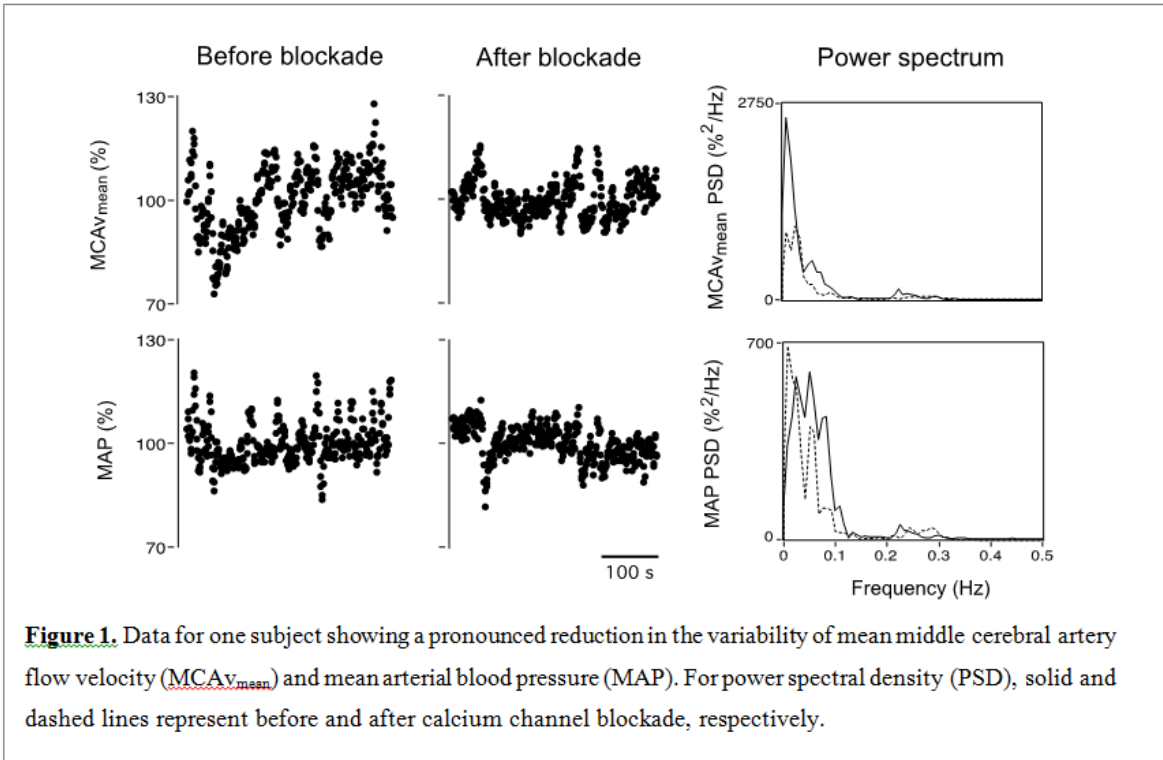 Before blockade After blockade Power spectrum
130
100
70
MCAvmean (%)
2750
0
MCAvmean PSD (%2/Hz)
130
100
70
MAP (%)
100 s
700
0
MAP PSD (%2/Hz)
0 0.1 0.2 0.3 0.4 0.5
Frequency (Hz)
Figure 1. Data for one subject showing a pronounced reduction in the variability of mean middle cerebral artery
flow velocity (MCAvmean) and mean arterial blood pressure (MAP). For power spectral density (PSD), solid and
dashed lines represent before and after calcium channel blockade, respectively.